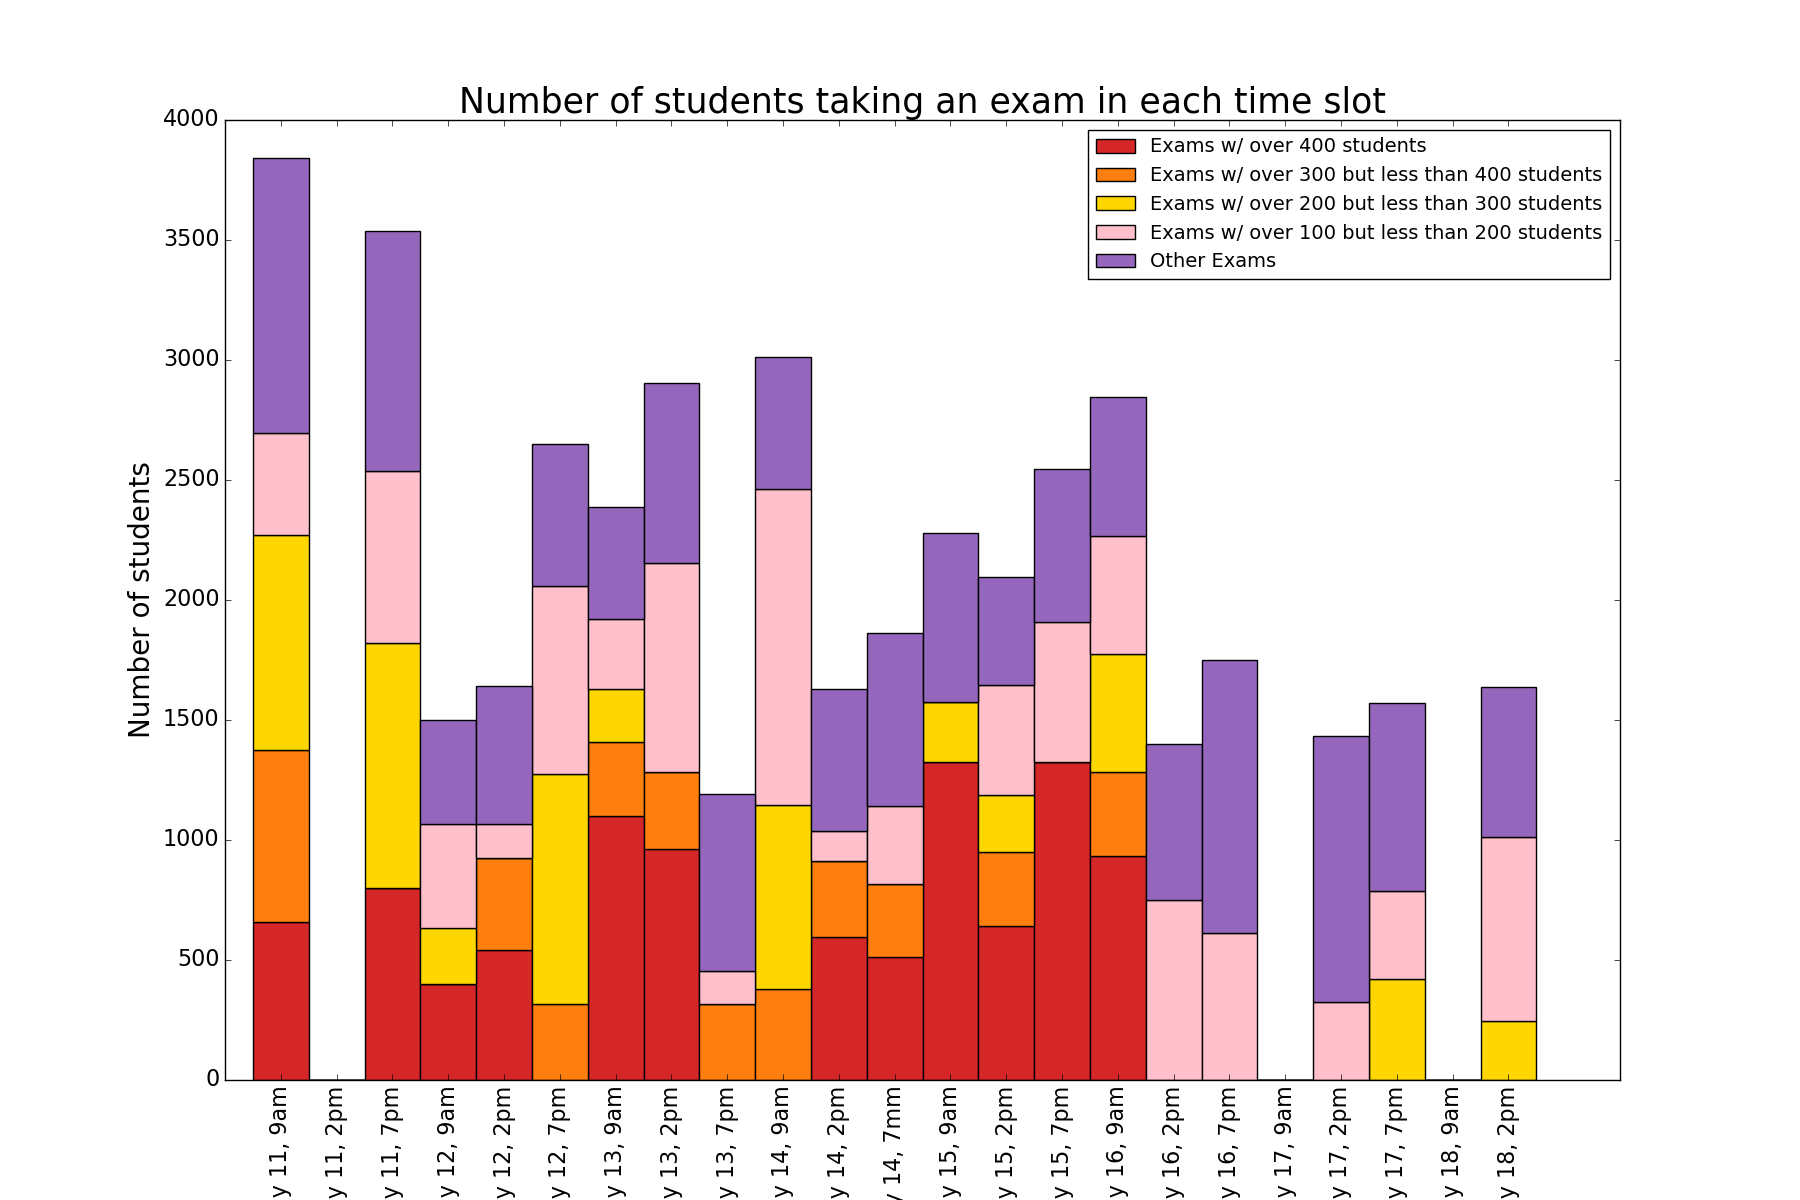 Number of students taking an exam in each time slot
Number of students
4000
3500
3000
2500
2000
1500
1000
500
0
Exams w/ over 400 students
Exams w/ over 300 but less than 400 students
Exams w/ over 200 but less than 300 students
Exams w/ over 100 but less than 200 students
Other Exams
y 11, 9am
y 11, 2pm
y 11, 7pm
y 12, 9am
y 12, 2pm
y 12, 7pm
y 13, 9am
y 13, 2pm
y 13, 7pm
y 14, 9am
y 14, 2pm
y 14, 7mm
y 15, 9am
y 15, 2pm
y 15, 7pm
y 16, 9am
y 16, 2pm
y 16, 7pm
y 17, 9am
y 17, 2pm
y 17, 7pm
y 18, 9am
y 18, 2pm